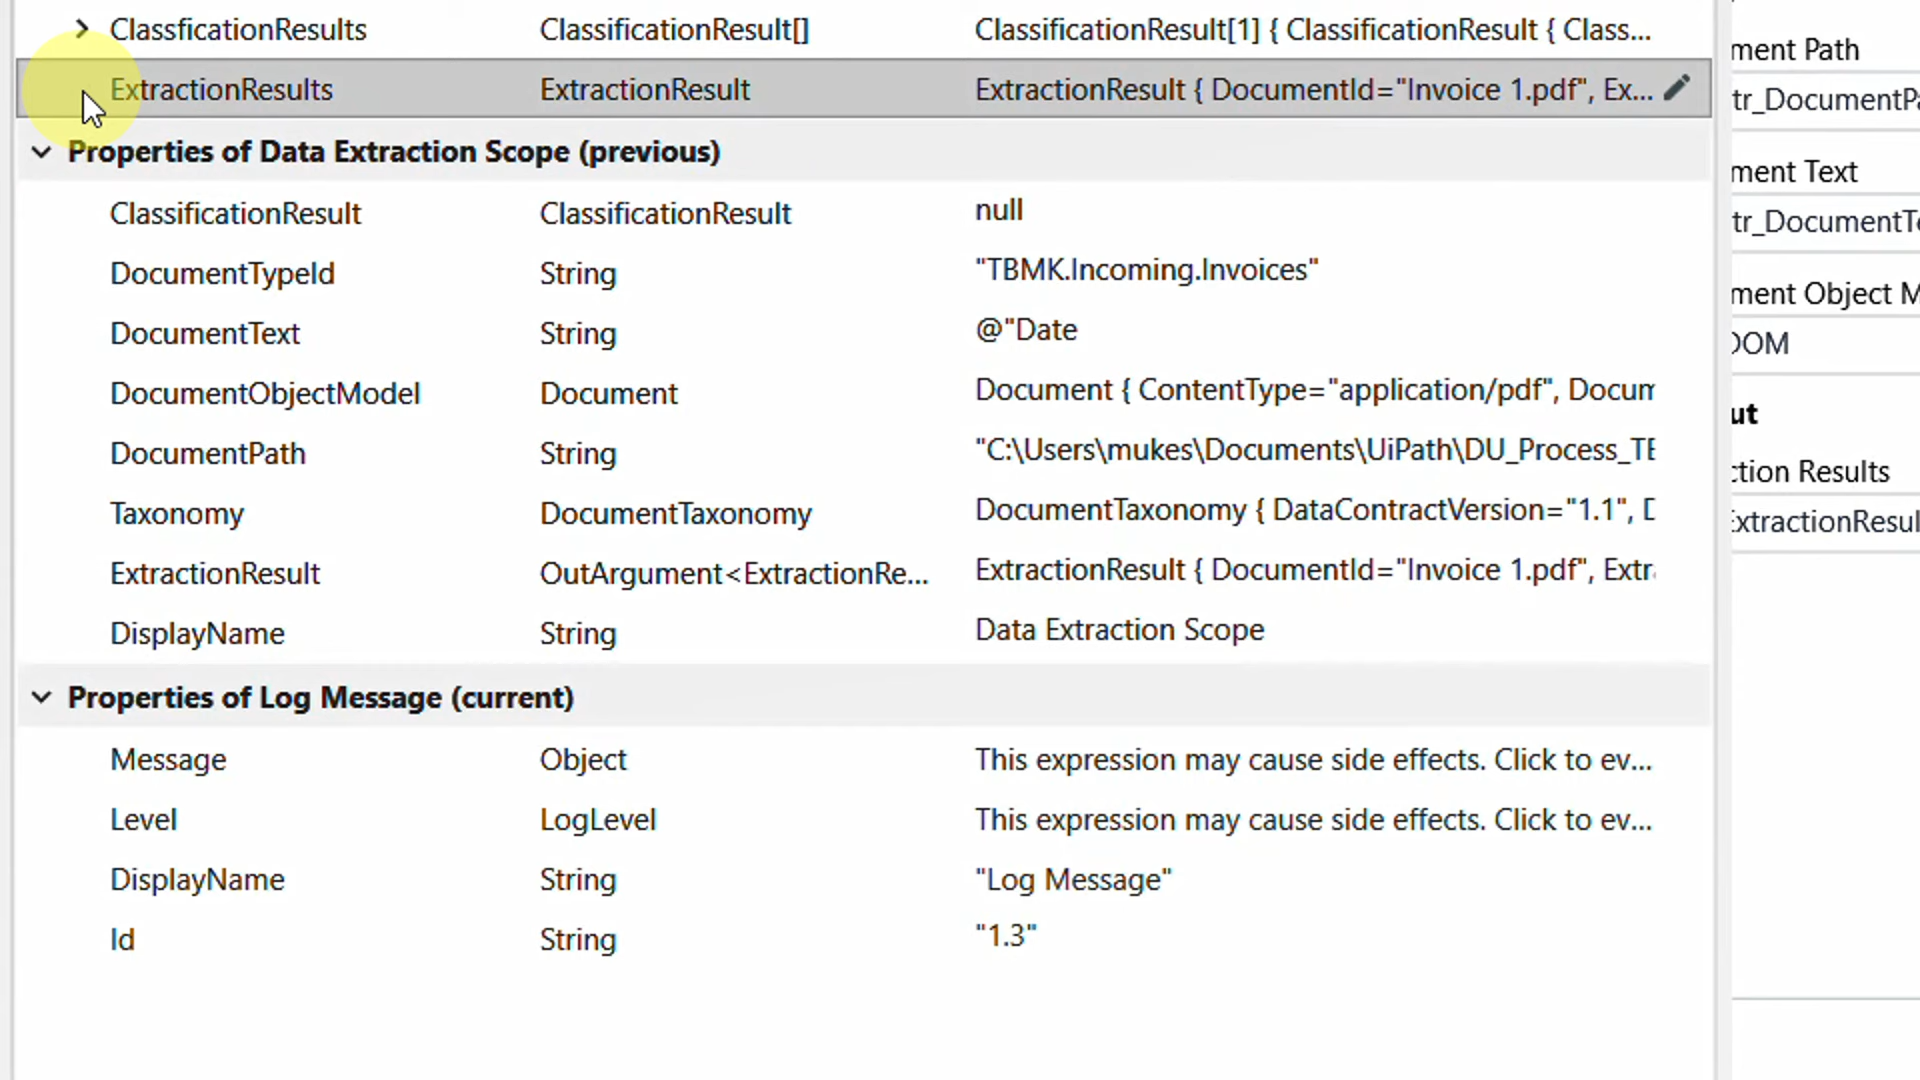 ClassficationResults ClassificationResult[] ClassificationResult[1] { ClassificationResult { Class...
ExtractionResults ExtractionResult ExtractionResult { DocumentId="Invoice 1.pdf", Ex...
Properties of Data Extraction Scope (previous)
ClassificationResult ClassificationResult null
DocumentTypeId String "TBMK.Incoming.Invoices"
DocumentText String @"Date
DocumentObjectModel Document Document { ContentType="application/pdf", Docum
DocumentPath String "C:\Users\mukes\Documents\UiPath\DU_Process_TE
Taxonomy DocumentTaxonomy DocumentTaxonomy { DataContractVersion="1.1", D
ExtractionResult OutArgument<ExtractionRe... ExtractionResult { DocumentId="Invoice 1.pdf", Extr
DisplayName String Data Extraction Scope
Properties of Log Message (current)
Message Object This expression may cause side effects. Click to ev...
Level LogLevel This expression may cause side effects. Click to ev...
DisplayName String "Log Message"
Id String "1.3"
ment Path
tr_DocumentPa
ment Text
tr_DocumentTe
ment Object M
DOM
ut
ction Results
ExtractionResul